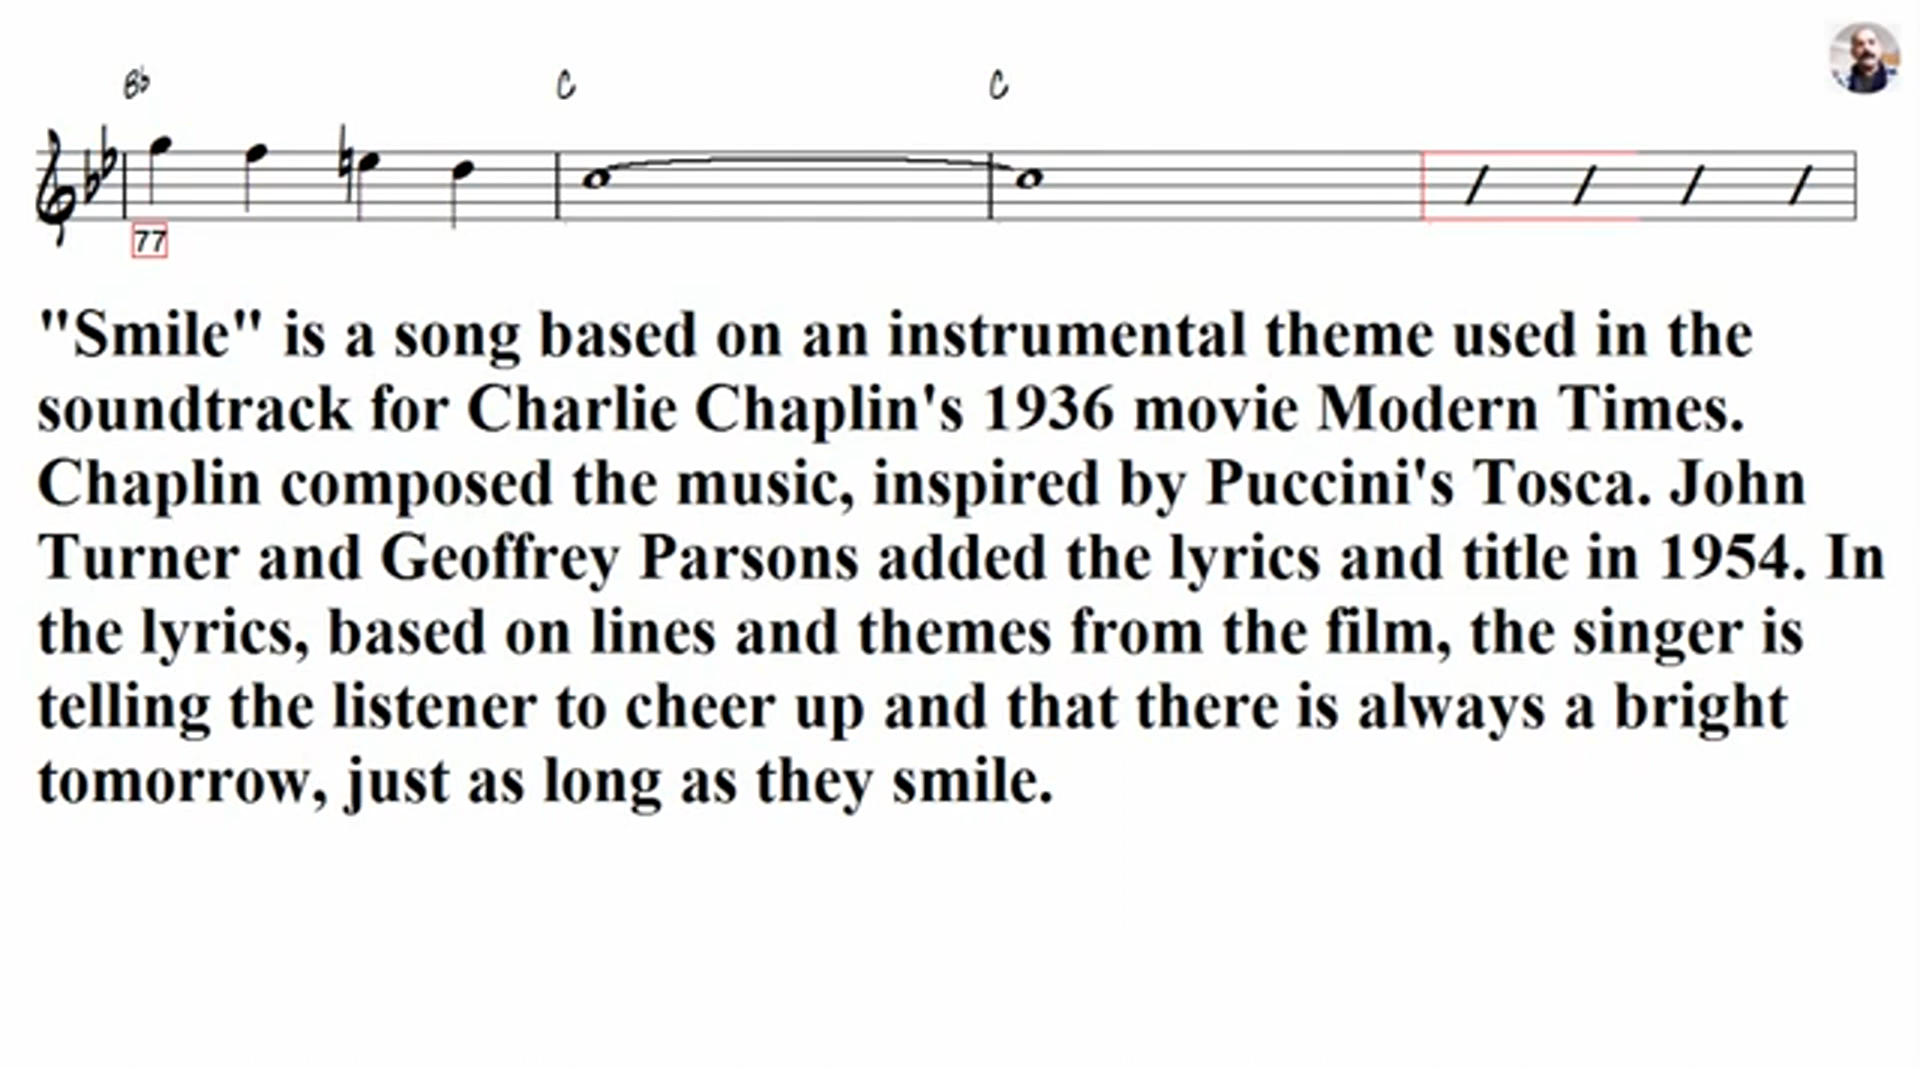 Bb C C
77
"Smile" is a song based on an instrumental theme used in the
soundtrack for Charlie Chaplin's 1936 movie Modern Times.
Chaplin composed the music, inspired by Puccini's Tosca. John
Turner and Geoffrey Parsons added the lyrics and title in 1954. In
the lyrics, based on lines and themes from the film, the singer is
telling the listener to cheer up and that there is always a bright
tomorrow, just as long as they smile.